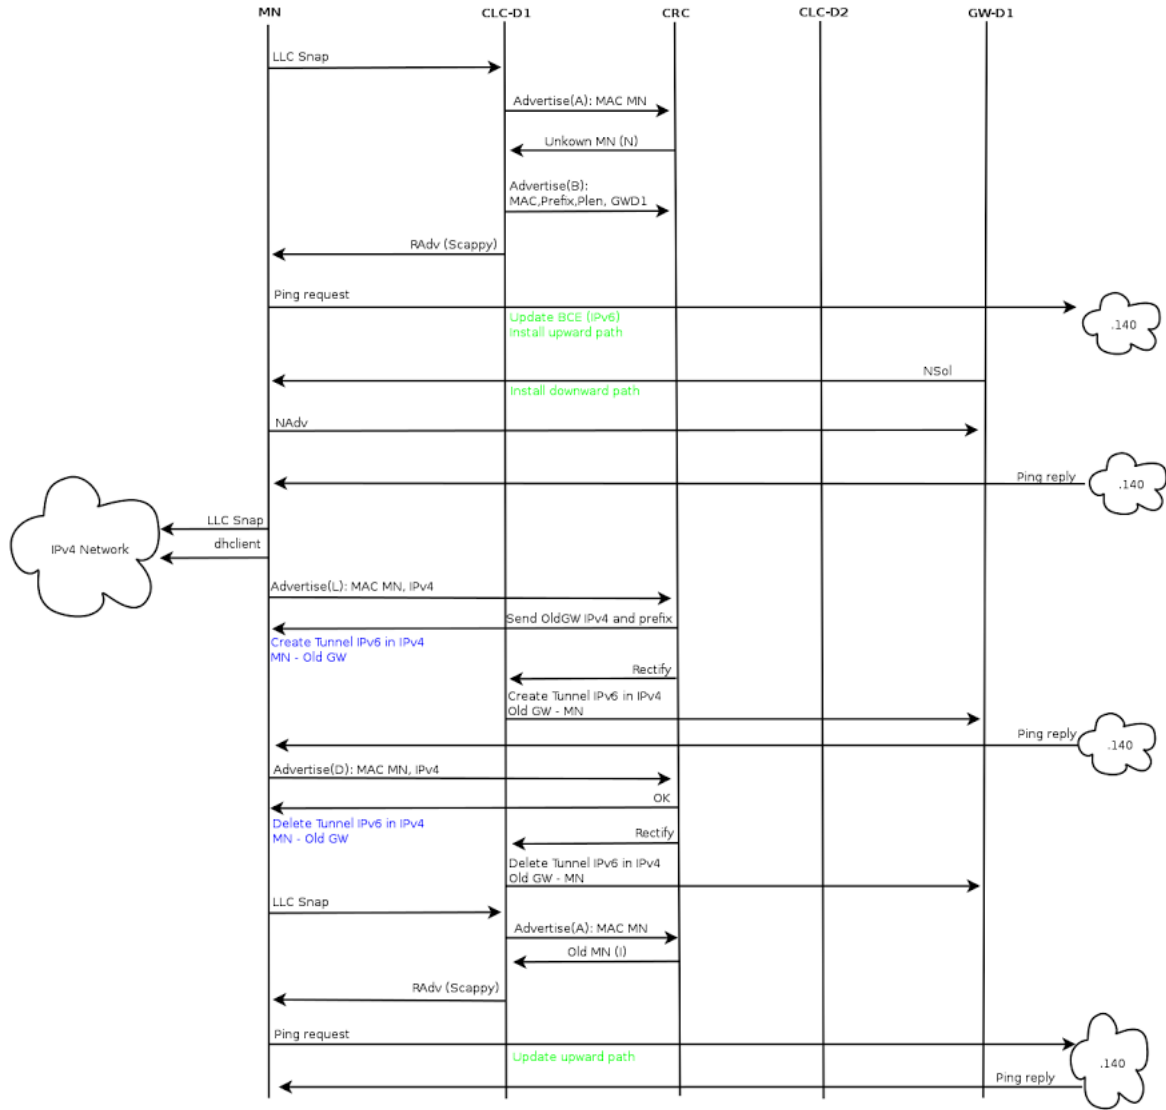 MN CLC-D1 CRC CLC-D2 GW-D1
LLC Snap
Advertise(A): MAC MN
Unkown MN (N)
Advertise(B):
MAC,Prefix,Plen, GWD1
RAdv (Scappy)
Ping request
Update BCE (IPv6)
Install upward path
.140
NSol
Install downward path
NAdv
Ping reply
.140
LLC Snap
dhclient
IPv4 Network
Advertise(L): MAC MN, IPv4
Send OldGW IPv4 and prefix
Create Tunnel IPv6 in IPv4
MN - Old GW
Rectify
Create Tunnel IPv6 in IPv4
Old GW - MN
Ping reply
.140
Advertise(D): MAC MN, IPv4
OK
Delete Tunnel IPv6 in IPv4
MN - Old GW
Rectify
Delete Tunnel IPv6 in IPv4
Old GW - MN
LLC Snap
Advertise(A): MAC MN
Old MN (I)
RAdv (Scappy)
Ping request
Update upward path
.140
Ping reply